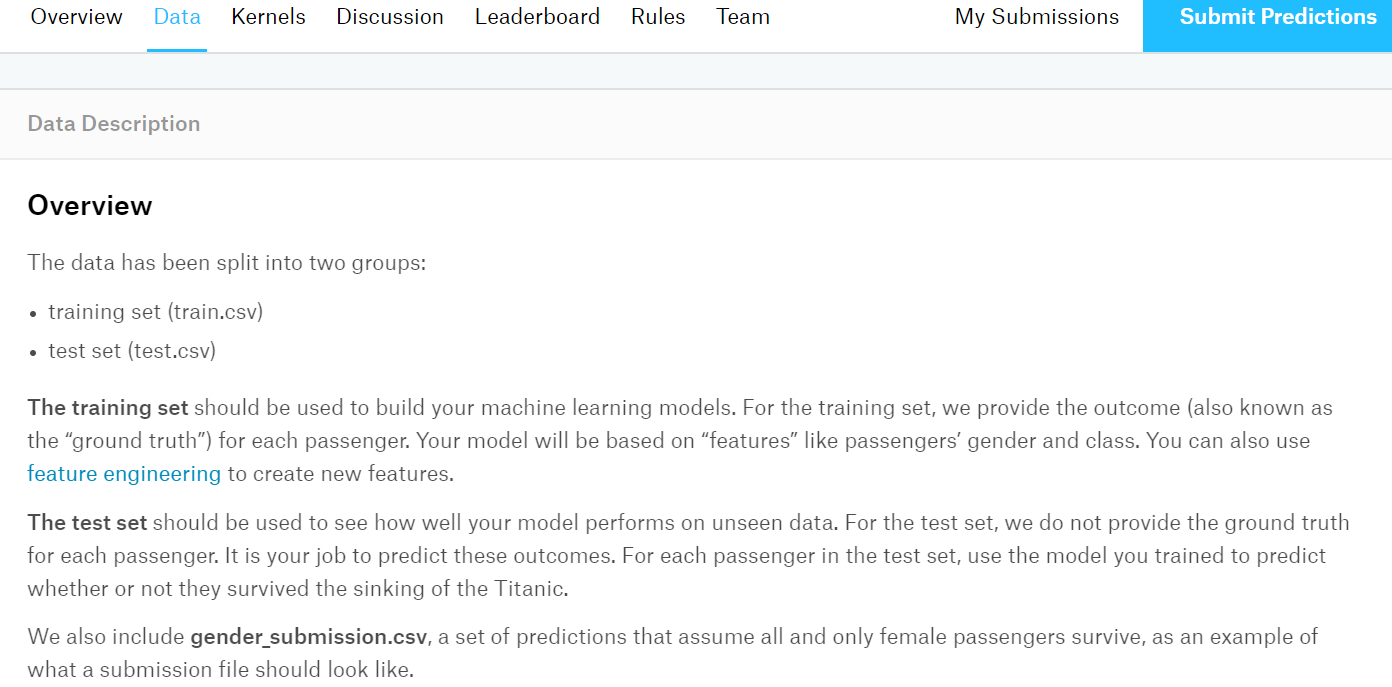 Overview Data Kernels Discussion Leaderboard Rules Team My Submissions Submit Predictions
Data Description
Overview
The data has been split into two groups:
• training set (train.csv)
• test set (test.csv)
The training set should be used to build your machine learning models. For the training set, we provide the outcome (also known as
the “ground truth”) for each passenger. Your model will be based on “features” like passengers’ gender and class. You can also use
feature engineering to create new features.
The test set should be used to see how well your model performs on unseen data. For the test set, we do not provide the ground truth
for each passenger. It is your job to predict these outcomes. For each passenger in the test set, use the model you trained to predict
whether or not they survived the sinking of the Titanic.
We also include gender_submission.csv, a set of predictions that assume all and only female passengers survive, as an example of
what a submission file should look like.